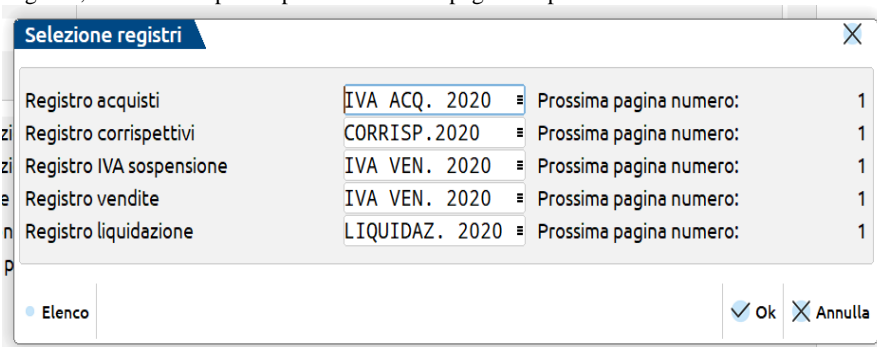 Selezione registri
Registro acquisti IVA ACQ. 2020 Prossima pagina numero: 1
Registro corrispettivi CORRISP.2020 Prossima pagina numero: 1
Registro IVA sospensione IVA VEN. 2020 Prossima pagina numero: 1
Registro vendite IVA VEN. 2020 Prossima pagina numero: 1
Registro liquidazione LIQUIDAZ. 2020 Prossima pagina numero: 1
Elenco Ok Annulla